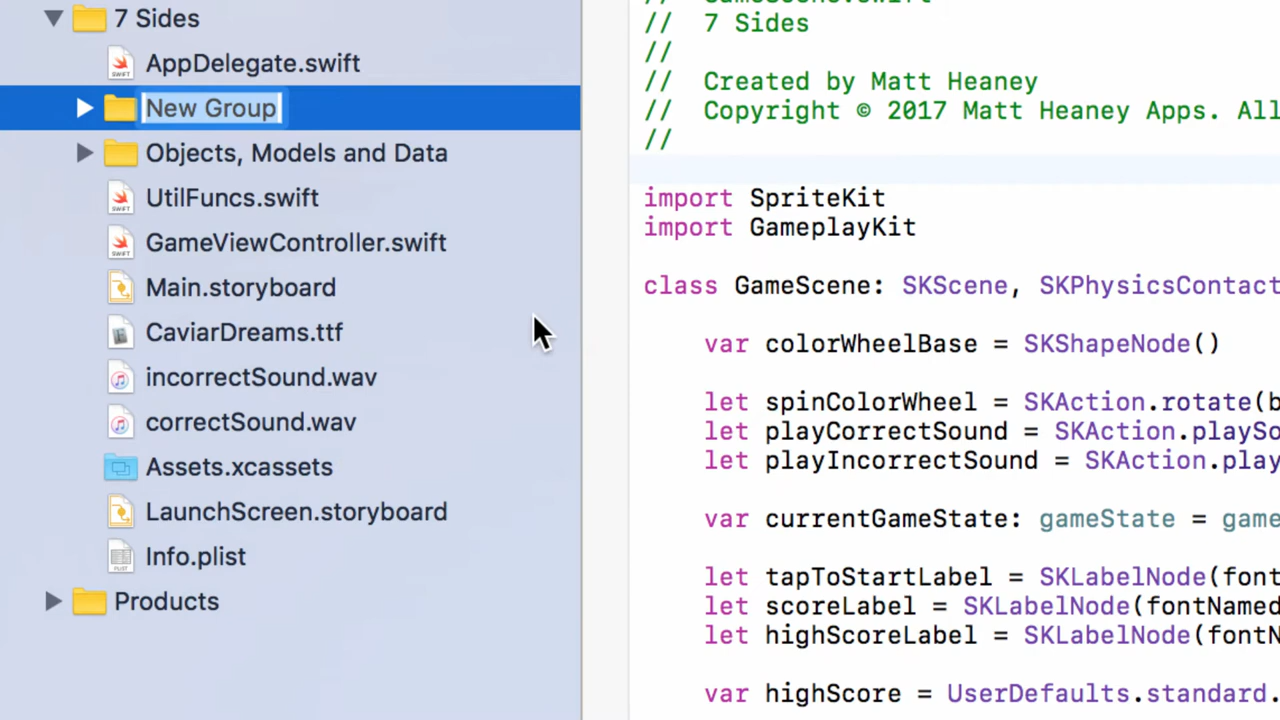 7 Sides
AppDelegate.swift
New Group
Objects, Models and Data
UtilFuncs.swift
GameViewController.swift
Main.storyboard
CaviarDreams.ttf
incorrectSound.wav
correctSound.wav
Assets.xcassets
LaunchScreen.storyboard
Info.plist
Products
// 7 Sides
//
// Created by Matt Heaney
// Copyright © 2017 Matt Heaney Apps. All
//
import SpriteKit
import GameplayKit
class GameScene: SKScene, SKPhysicsContact
var colorWheelBase = SKShapeNode()
let spinColorWheel = SKAction.rotate(b
let playCorrectSound = SKAction.playSo
let playIncorrectSound = SKAction.play
var currentGameState: gameState = game
let tapToStartLabel = SKLabelNode(font
let scoreLabel = SKLabelNode(fontNamed
let highScoreLabel = SKLabelNode(fontN
var highScore = UserDefaults.standard.